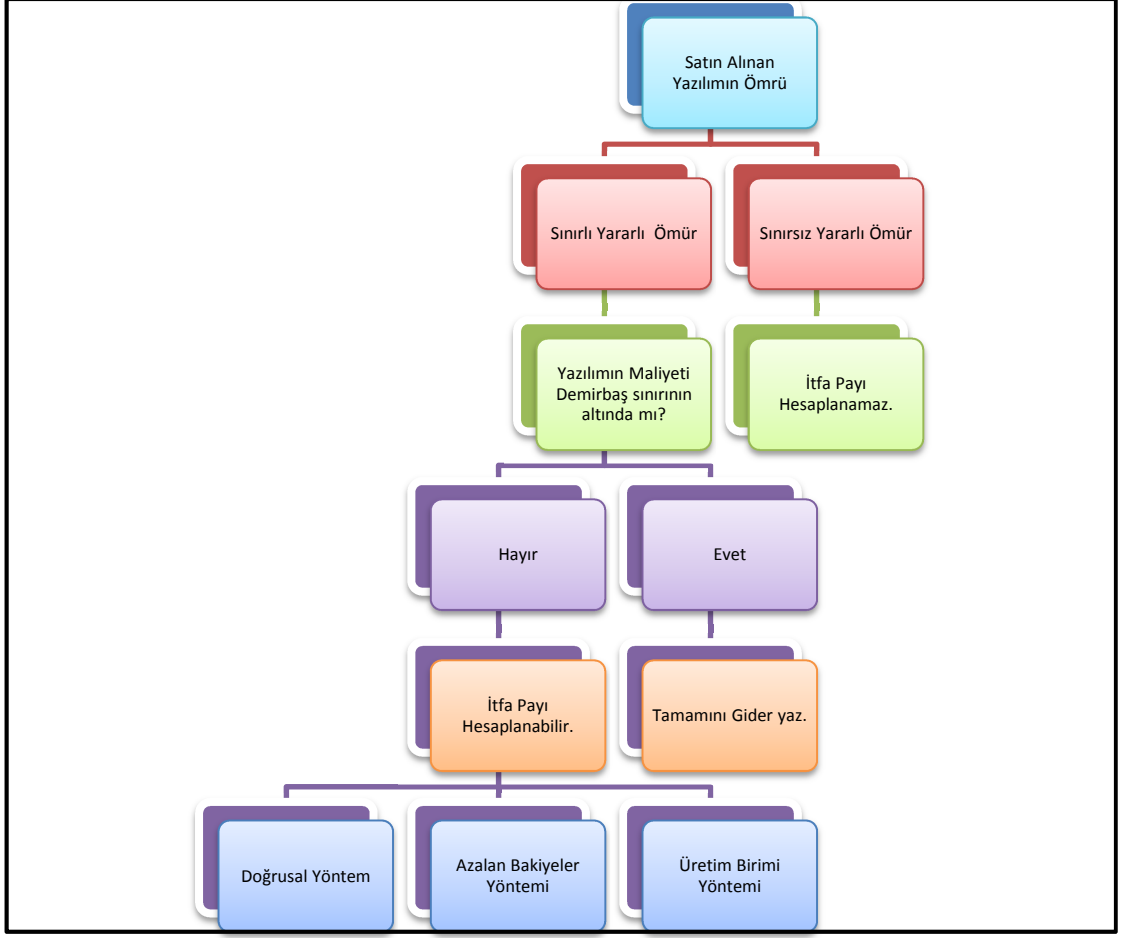 Satın Alınan
Yazılımın Ömrü
Sınırlı Yararlı Ömür
Sınırsız Yararlı Ömür
Yazılımın Maliyeti
Demirbaş sınırının
altında mı?
İtfa Payı
Hesaplanamaz.
Hayır
Evet
İtfa Payı
Hesaplanabilir.
Tamamını Gider yaz.
Doğrusal Yöntem
Azalan Bakiyeler
Yöntemi
Üretim Birimi
Yöntemi